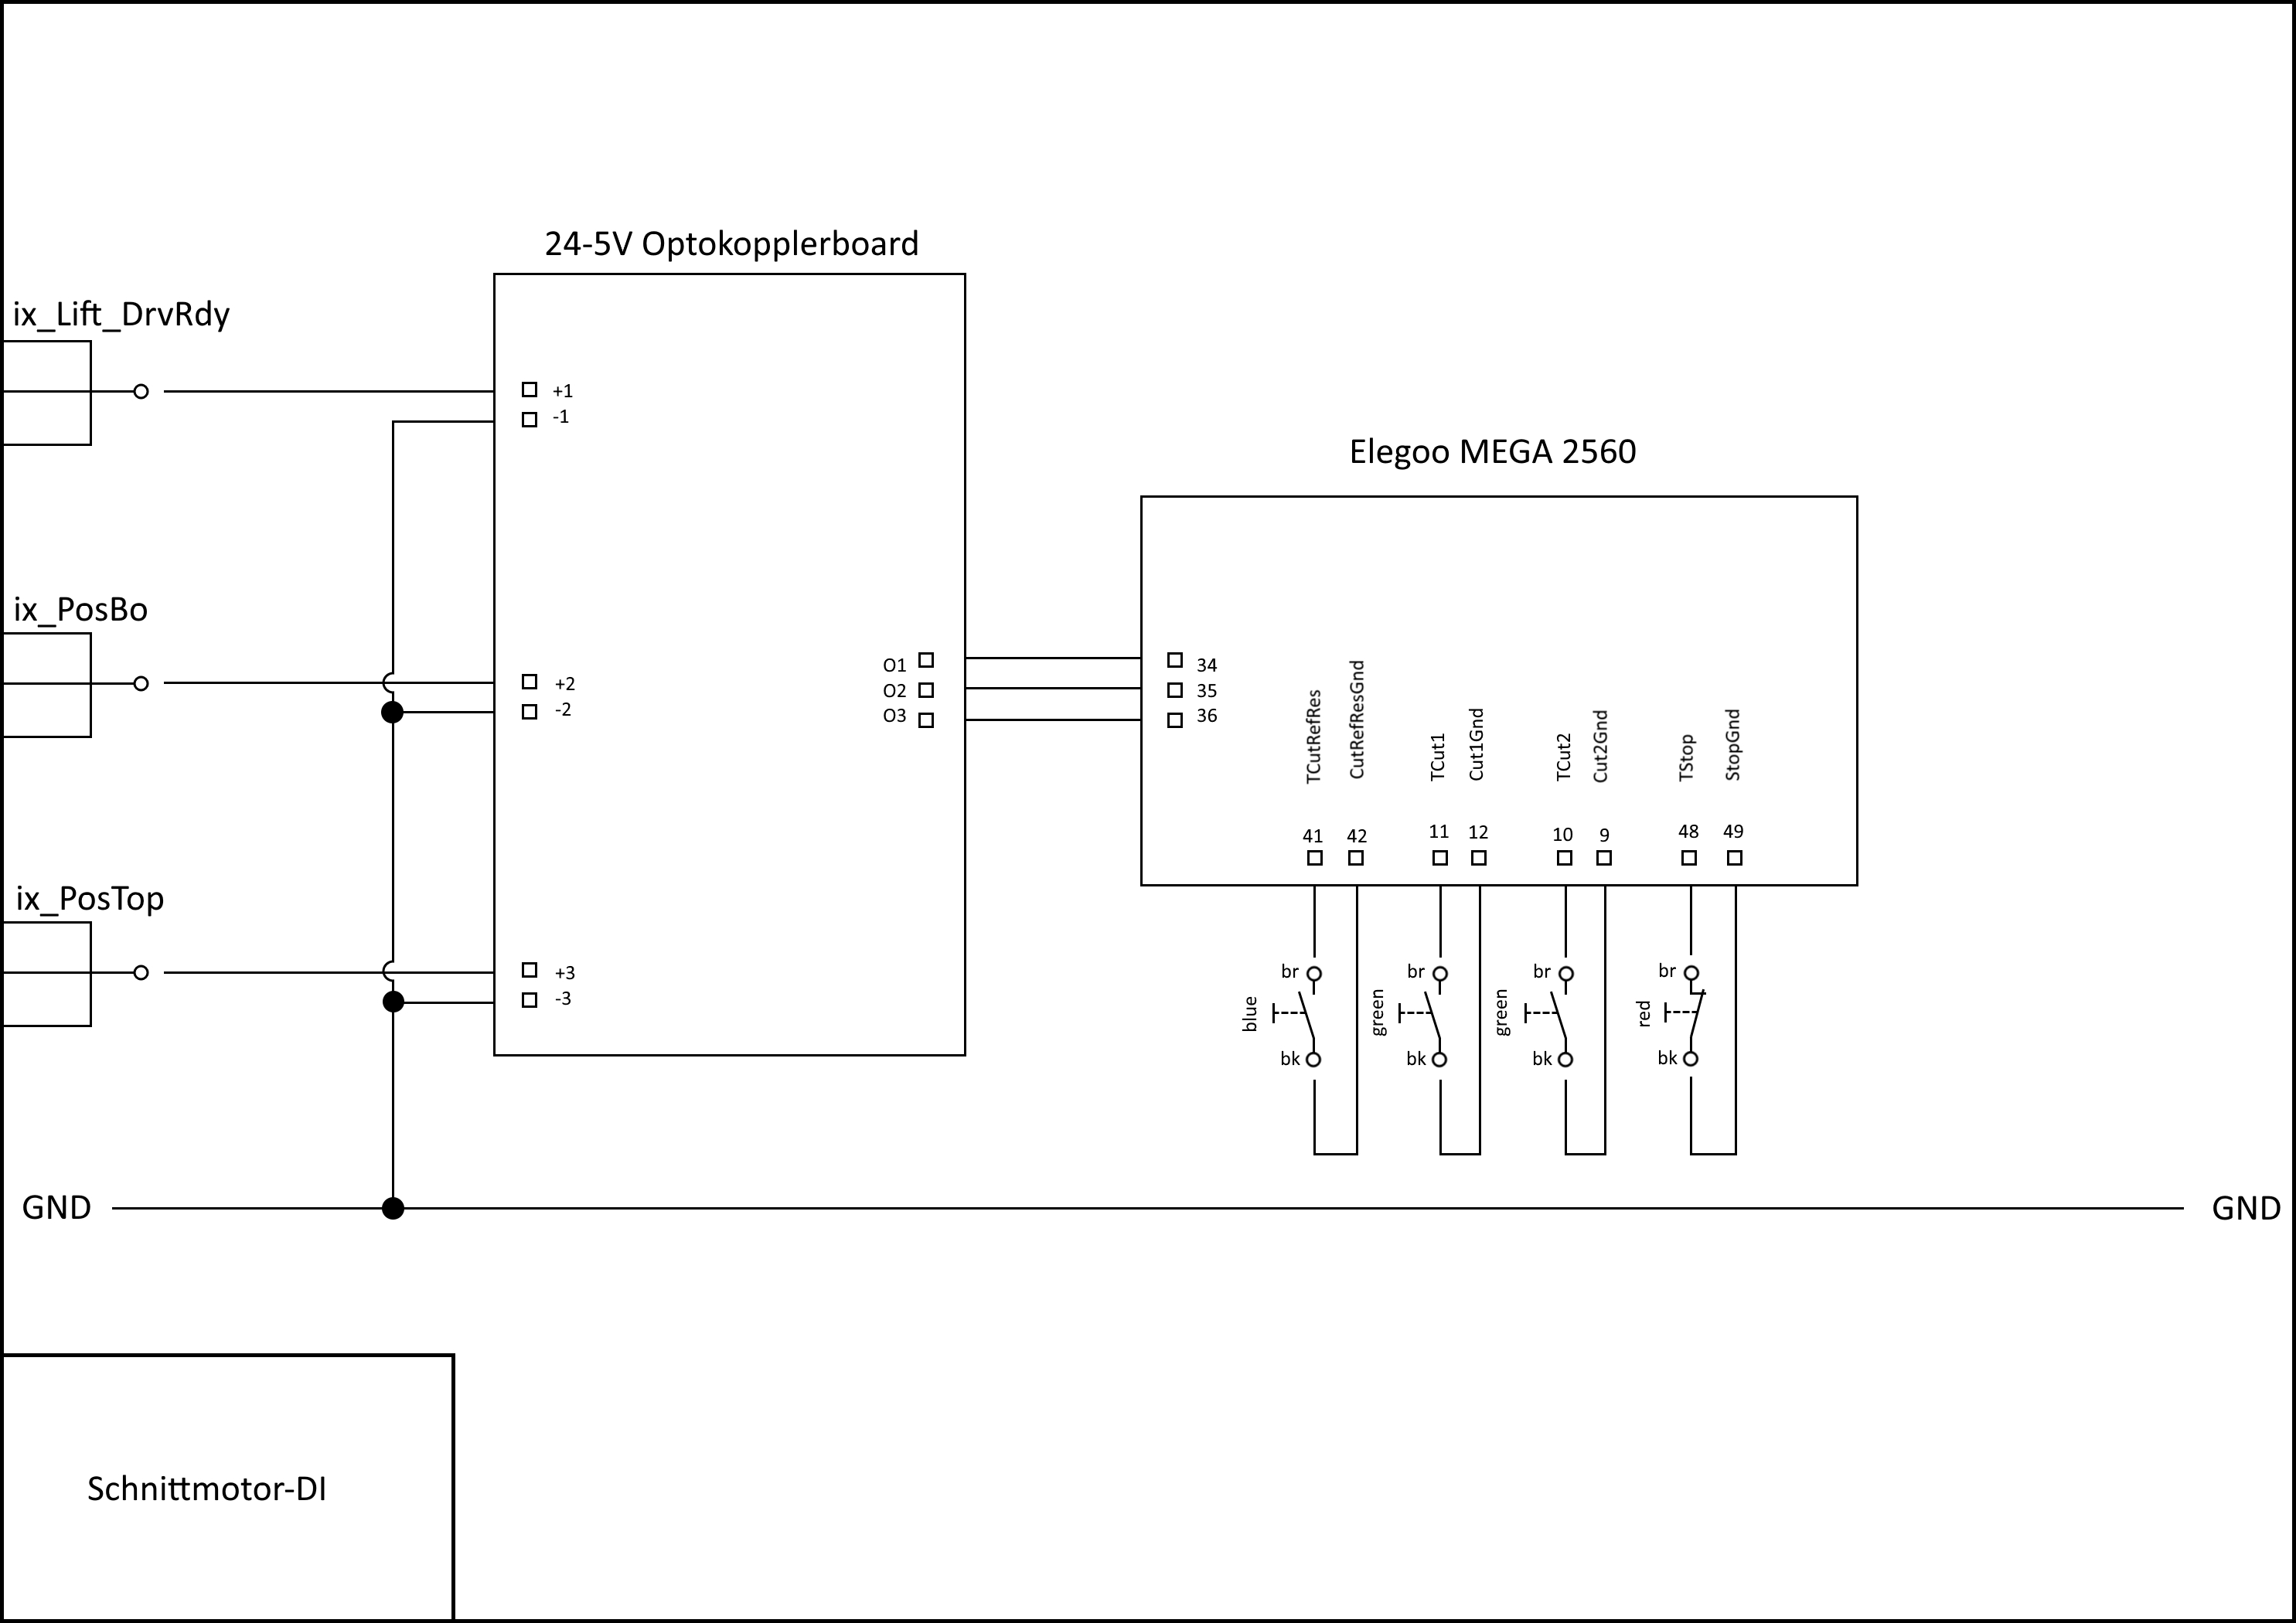 24-5V Optokopplerboard
ix_Lift_DrvRdy
+1
-1
Elegoo MEGA 2560
ix_PosBo
+2
-2
O1
O2
O3
34
35
36
TCutRefRes
CutRefResGnd
TCut1
Cut1Gnd
TCut2
Cut2Gnd
TStop
StopGnd
41
42
11
12
10
9
48
49
ix_PosTop
+3
-3
br
br
br
br
blue
green
green
red
bk
bk
bk
bk
GND
GND
Schnittmotor-DI